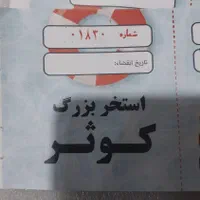 شماره ۰۱۸۳۰
تاریخ انقضاء:
استخر بزرگ
کوثر